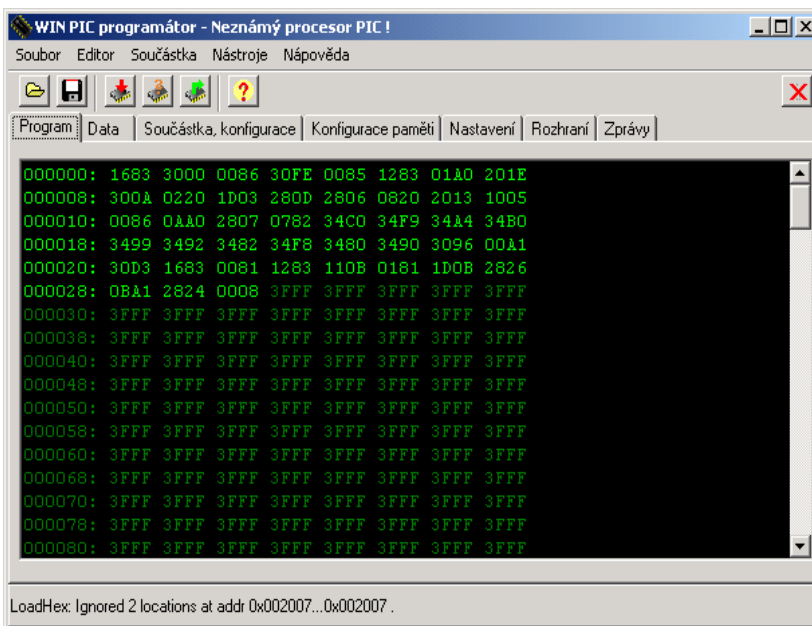 WIN PIC programátor - Neznámý procesor PIC !
Soubor Editor Součástka Nástroje Nápověda
Program Data Součástka, konfigurace Konfigurace paměti Nastavení Rozhraní Zprávy
000000: 1683 3000 0086 30FE 0085 1283 01A0 201E
000008: 300A 0220 1D03 280D 2806 0820 2013 1005
000010: 0086 0AA0 2807 0782 34C0 34F9 34A4 34B0
000018: 3499 3492 3482 34F8 3480 3490 3096 00A1
000020: 30D3 1683 0081 1283 110B 0181 1D0B 2826
000028: 0BA1 2824 0008 3FFF 3FFF 3FFF 3FFF 3FFF
000030: 3FFF 3FFF 3FFF 3FFF 3FFF 3FFF 3FFF 3FFF
000038: 3FFF 3FFF 3FFF 3FFF 3FFF 3FFF 3FFF 3FFF
000040: 3FFF 3FFF 3FFF 3FFF 3FFF 3FFF 3FFF 3FFF
000048: 3FFF 3FFF 3FFF 3FFF 3FFF 3FFF 3FFF 3FFF
000050: 3FFF 3FFF 3FFF 3FFF 3FFF 3FFF 3FFF 3FFF
000058: 3FFF 3FFF 3FFF 3FFF 3FFF 3FFF 3FFF 3FFF
000060: 3FFF 3FFF 3FFF 3FFF 3FFF 3FFF 3FFF 3FFF
000068: 3FFF 3FFF 3FFF 3FFF 3FFF 3FFF 3FFF 3FFF
000070: 3FFF 3FFF 3FFF 3FFF 3FFF 3FFF 3FFF 3FFF
000078: 3FFF 3FFF 3FFF 3FFF 3FFF 3FFF 3FFF 3FFF
000080: 3FFF 3FFF 3FFF 3FFF 3FFF 3FFF 3FFF 3FFF
LoadHex: Ignored 2 locations at addr 0x002007...0x002007 .